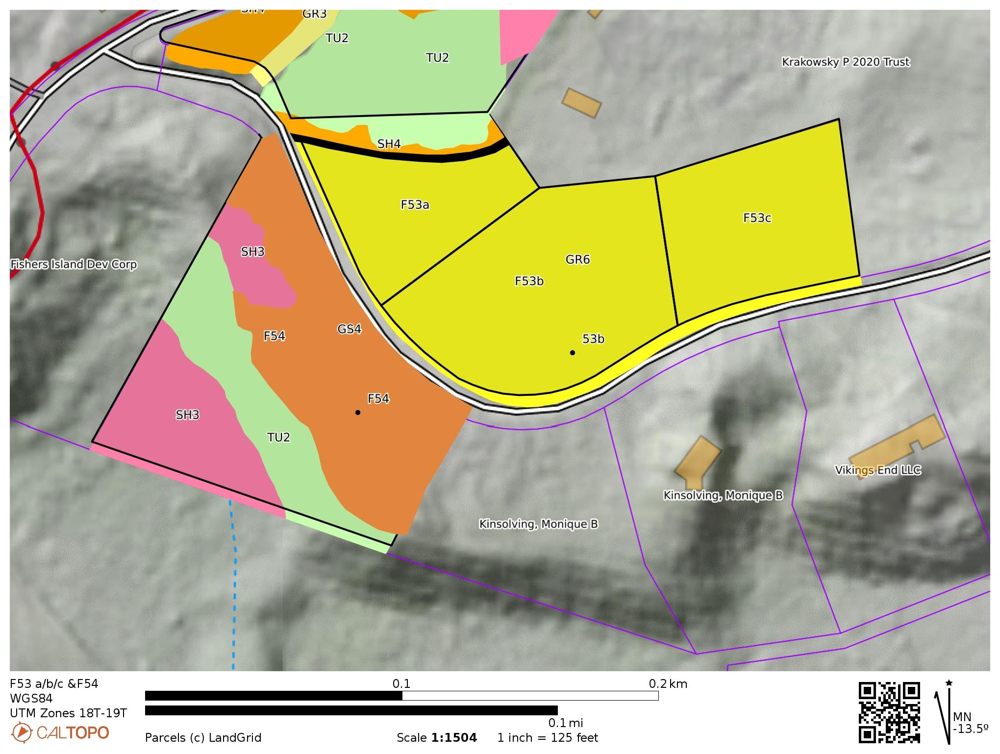 SH4
GR3
TU2
TU2
Krakowsky P 2020 Trust
SH4
F53a
F53c
SH3
GR6
Fishers Island Dev Corp
F53b
GS4
F54
53b
F54
SH3
TU2
Vikings End LLC
Kinsolving, Monique B
Kinsolving, Monique B
F53 a/b/c &F54
WGS84
UTM Zones 18T-19T
CALTOPO
0.1
0.2 km
0.1 mi
Parcels (c) LandGrid
Scale 1:1504
1 inch = 125 feet
MN
-13.5º